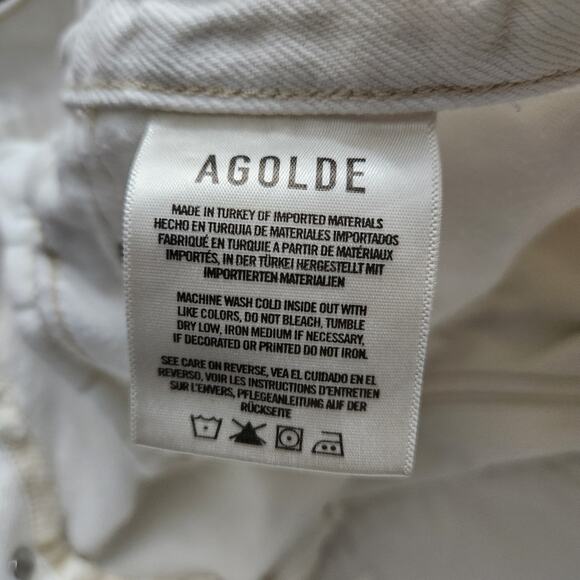 AGOLDE
MADE IN TURKEY OF IMPORTED MATERIALS
HECHO EN TURQUIA DE MATERIALES IMPORTADOS
FABRIQUÉ EN TURQUIE A PARTIR DE MATÉRIAUX
IMPORTÉS, IN DER TÜRKEI HERGESTELLT MIT
IMPORTIERTEN MATERIALIEN
MACHINE WASH COLD INSIDE OUT WITH
LIKE COLORS, DO NOT BLEACH, TUMBLE
DRY LOW, IRON MEDIUM IF NECESSARY,
IF DECORATED OR PRINTED DO NOT IRON.
SEE CARE ON REVERSE, VEA EL CUIDADO EN EL
REVERSO, VOIR LES INSTRUCTIONS D'ENTRETIEN
SUR L'ENVERS, PFLEGEANLEITUNG AUF DER
RÜCKSEITE